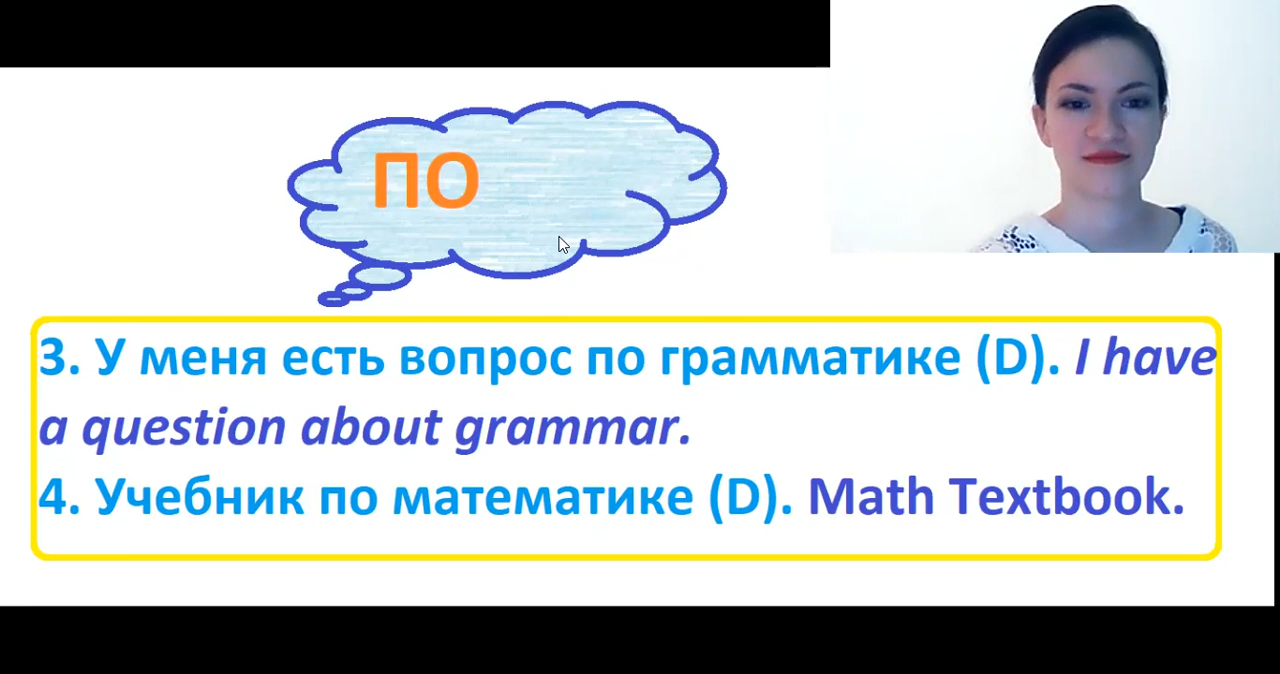 ПО
3. У меня есть вопрос по грамматике (D). I have
a question about grammar.
4. Учебник по математике (D). Math Textbook.